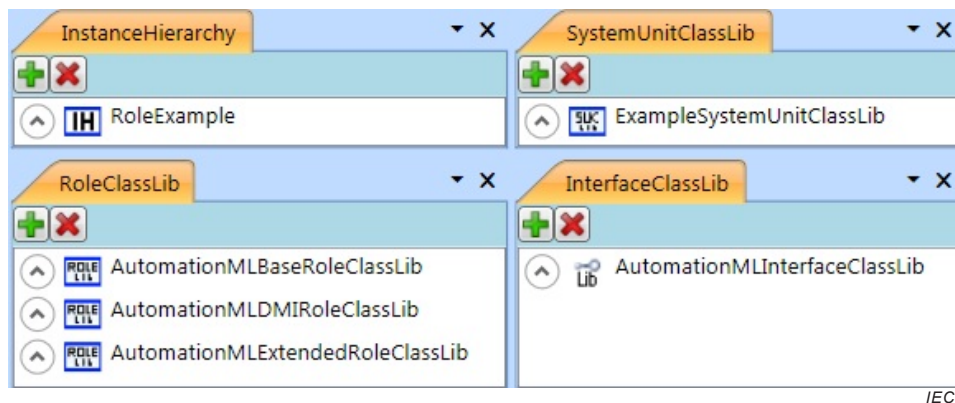 InstanceHierarchy
IH RoleExample
SystemUnitClassLib
SUC LIB ExampleSystemUnitClassLib
RoleClassLib
ROLE LIB AutomationMLBaseRoleClassLib
ROLE LIB AutomationMLDMIRoleClassLib
ROLE LIB AutomationMLExtendedRoleClassLib
InterfaceClassLib
Lib AutomationMLInterfaceClassLib
IEC